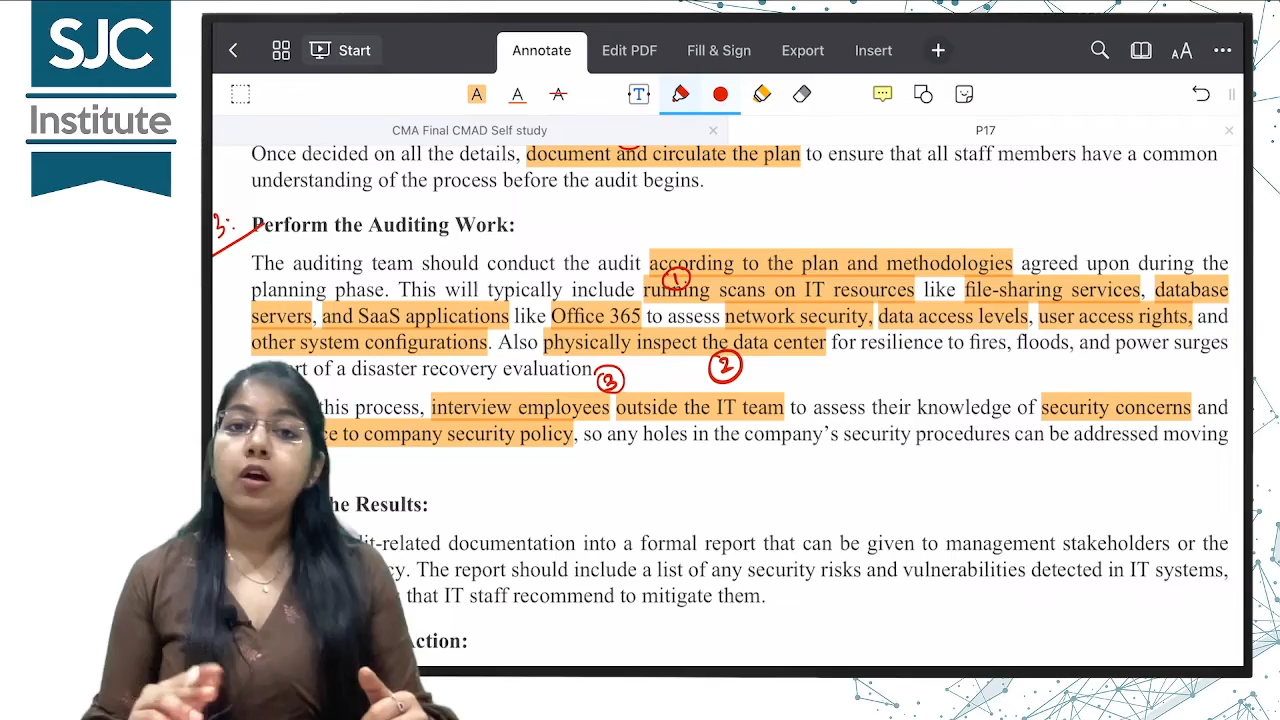 SJC
Institute
Start
Annotate
Edit PDF
Fill & Sign
Export
Insert
AA
A
A
A
T
CMA Final CMAD Self study
P17
Once decided on all the details, document and circulate the plan to ensure that all staff members have a common
understanding of the process before the audit begins.
3:
Perform the Auditing Work:
The auditing team should conduct the audit according to the plan and methodologies agreed upon during the
1
planning phase. This will typically include running scans on IT resources like file-sharing services, database
servers, and SaaS applications like Office 365 to assess network security, data access levels, user access rights, and
other system configurations. Also physically inspect the data center for resilience to fires, floods, and power surges
2
rt of a disaster recovery evaluation.
3
this process, interview employees outside the IT team to assess their knowledge of security concerns and
ce to company security policy, so any holes in the company's security procedures can be addressed moving
he Results:
it-related documentation into a formal report that can be given to management stakeholders or the
cy. The report should include a list of any security risks and vulnerabilities detected in IT systems,
that IT staff recommend to mitigate them.
ction: